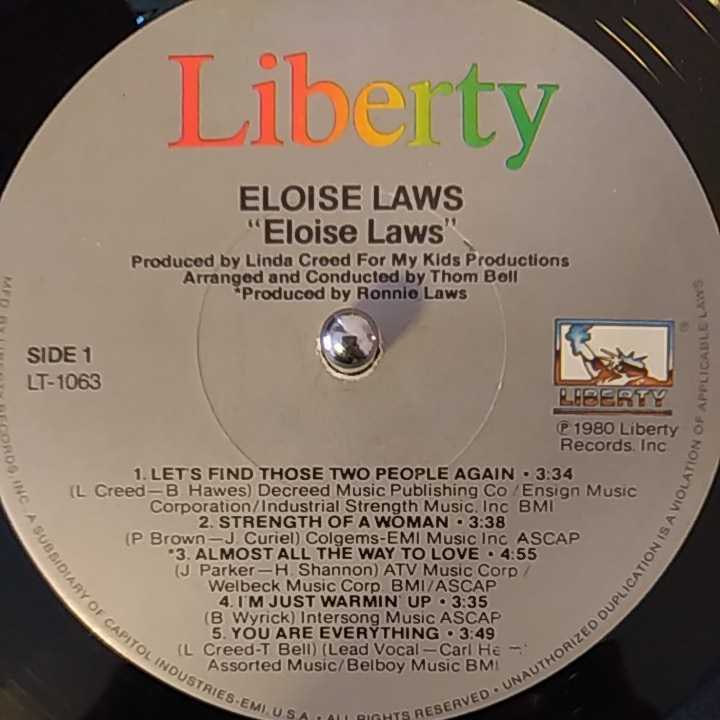 Liberty
ELOISE LAWS
"Eloise Laws"
Produced by Linda Creed For My Kids Productions
Arranged and Conducted by Thom Bell
*Produced by Ronnie Laws
SIDE 1
LT-1063
LIBERTY
®
℗ 1980 Liberty
Records, Inc.
1. LET'S FIND THOSE TWO PEOPLE AGAIN • 3:34
(L. Creed—B. Hawes) Decreed Music Publishing Co./Ensign Music
Corporation/Industrial Strength Music, Inc. BMI
2. STRENGTH OF A WOMAN • 3:38
(P. Brown—J. Curiel) Colgems-EMI Music Inc. ASCAP
*3. ALMOST ALL THE WAY TO LOVE • 4:55
(J. Parker—H. Shannon) ATV Music Corp./
Welbeck Music Corp. BMI/ASCAP
4. I'M JUST WARMIN' UP • 3:35
(B. Wyrick) Intersong Music ASCAP
5. YOU ARE EVERYTHING • 3:49
(L. Creed-T. Bell) (Lead Vocal—Carl
Assorted Music/Belboy Music BMI
MFD. BY LIBERTY RECORDS, INC. A SUBSIDIARY OF CAPITOL INDUSTRIES-EMI, U.S.A. • ALL RIGHTS RESERVED • UNAUTHORIZED DUPLICATION IS A VIOLATION OF APPLICABLE LAWS